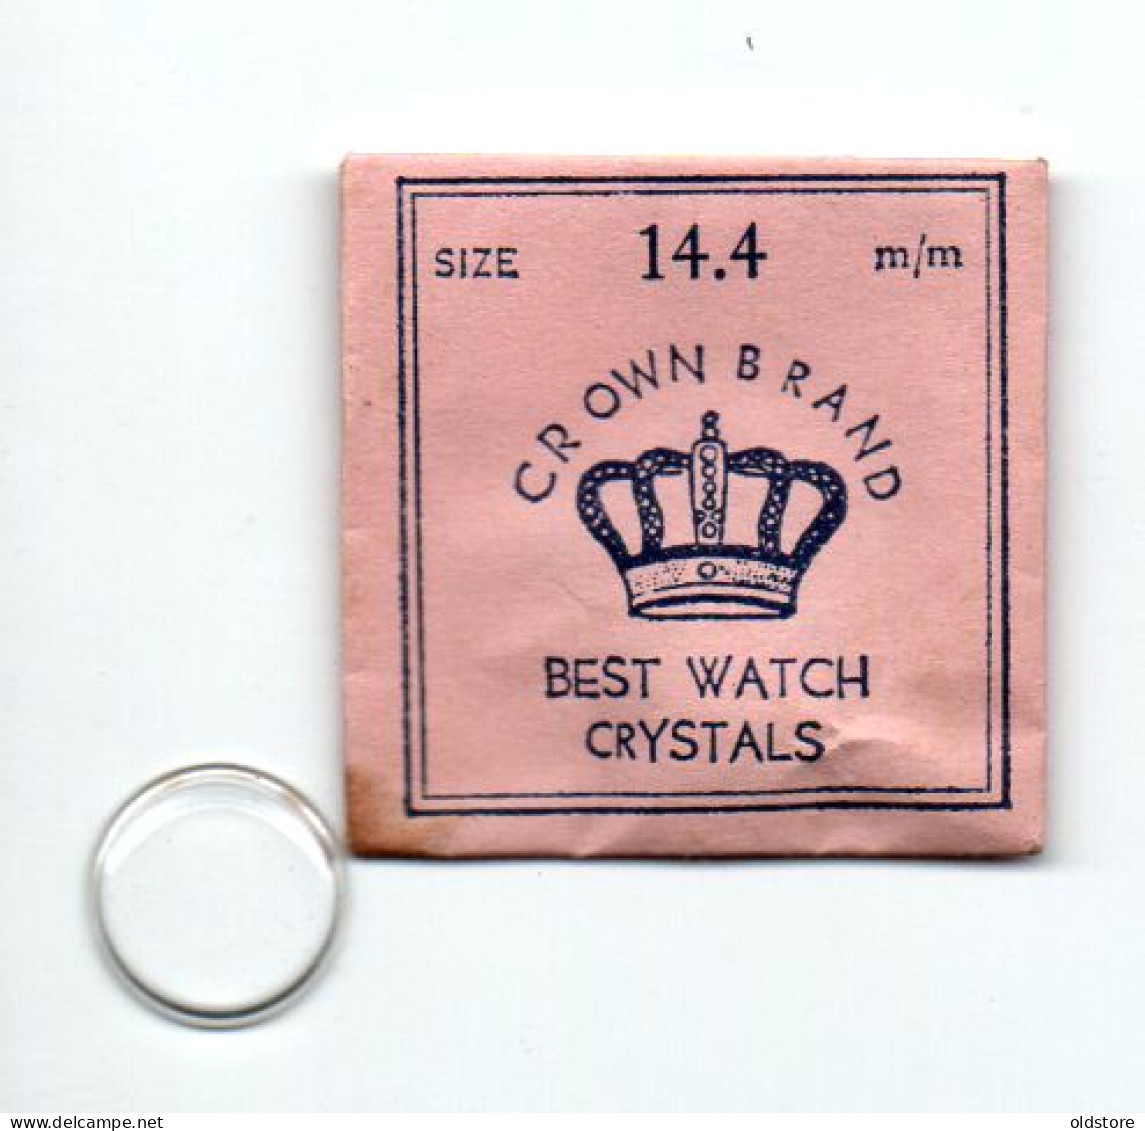 SIZE 14.4 m/m
CROWN BRAND
BEST WATCH
CRYSTALS
www.delcampe.net
oldstore